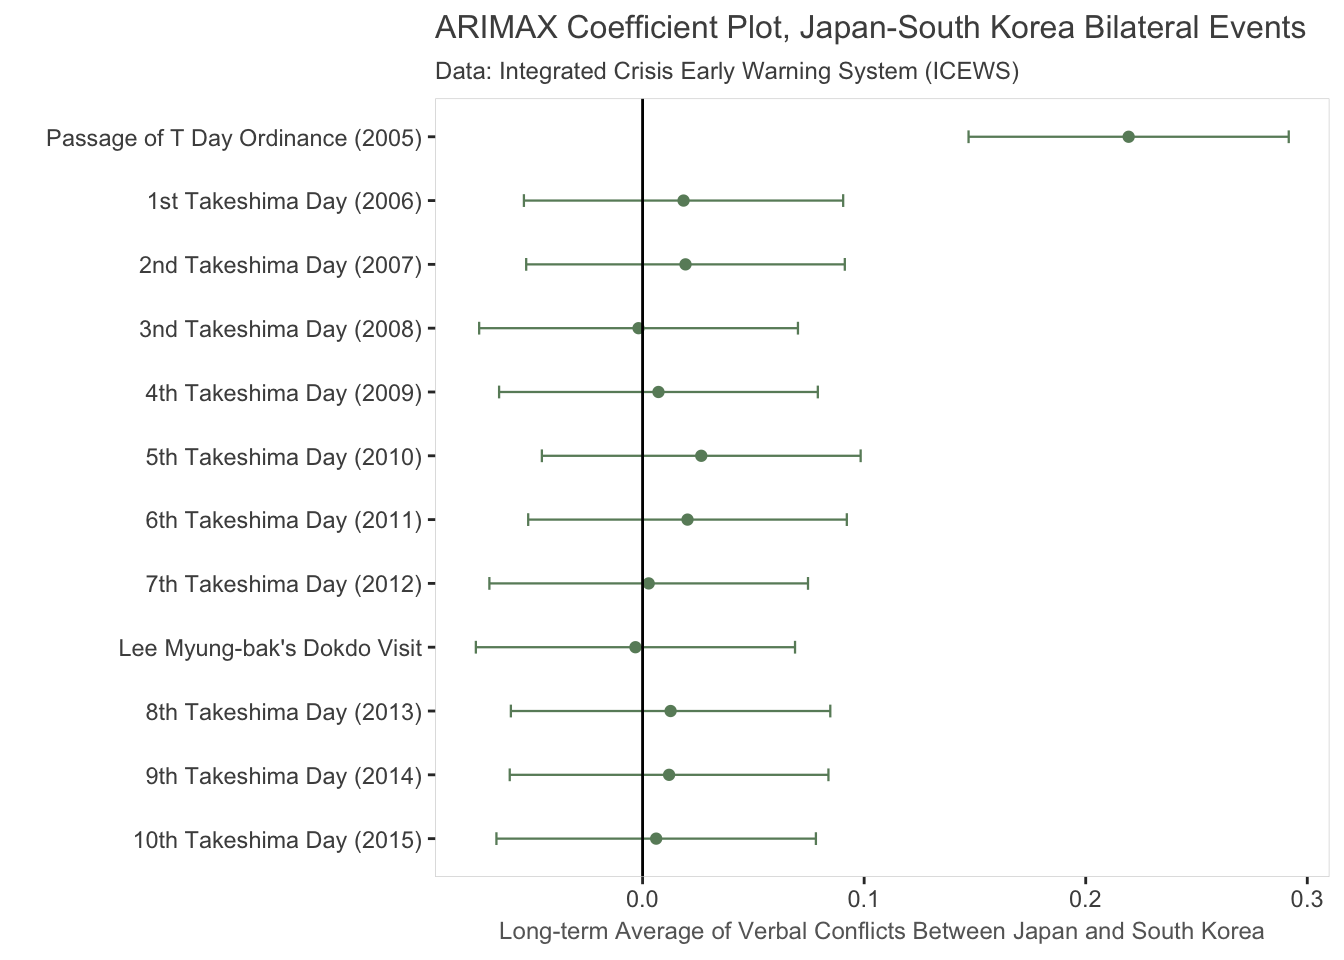 ARIMAX Coefficient Plot, Japan-South Korea Bilateral Events
Data: Integrated Crisis Early Warning System (ICEWS)
Passage of T Day Ordinance (2005)
1st Takeshima Day (2006)
2nd Takeshima Day (2007)
3nd Takeshima Day (2008)
4th Takeshima Day (2009)
5th Takeshima Day (2010)
6th Takeshima Day (2011)
7th Takeshima Day (2012)
Lee Myung-bak's Dokdo Visit
8th Takeshima Day (2013)
9th Takeshima Day (2014)
10th Takeshima Day (2015)
0.0 0.1 0.2 0.3
Long-term Average of Verbal Conflicts Between Japan and South Korea